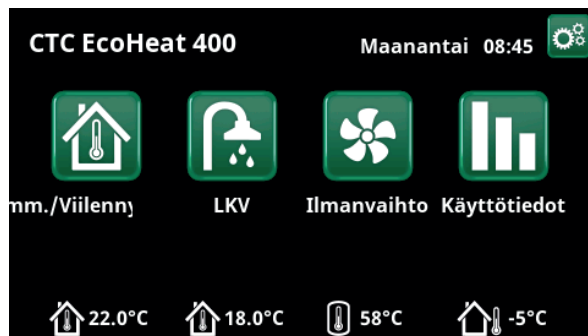 CTC EcoHeat 400
Maanantai 08:45
mm./Viilenny
LKV
Ilmanvaihto
Käyttötiedot
22.0°C
18.0°C
58°C
-5°C